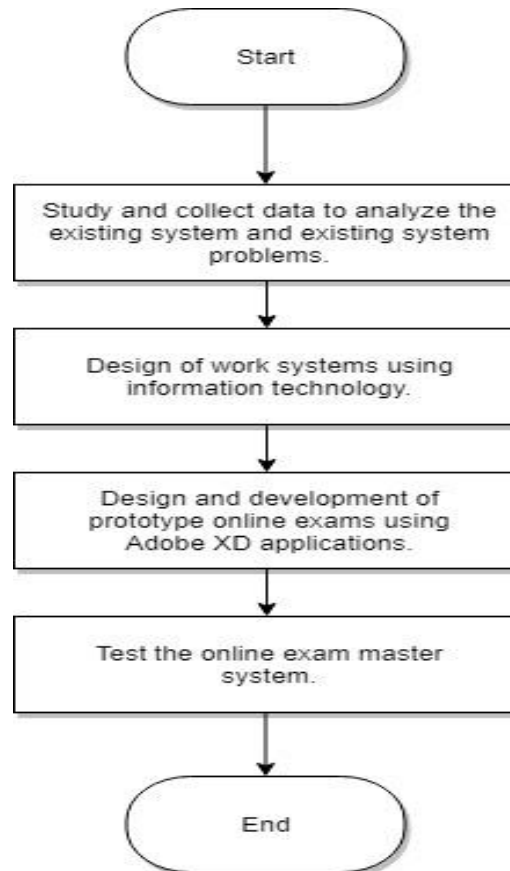 Start
Study and collect data to analyze the
existing system and existing system
problems.
Design of work systems using
information technology.
Design and development of
prototype online exams using
Adobe XD applications.
Test the online exam master
system.
End